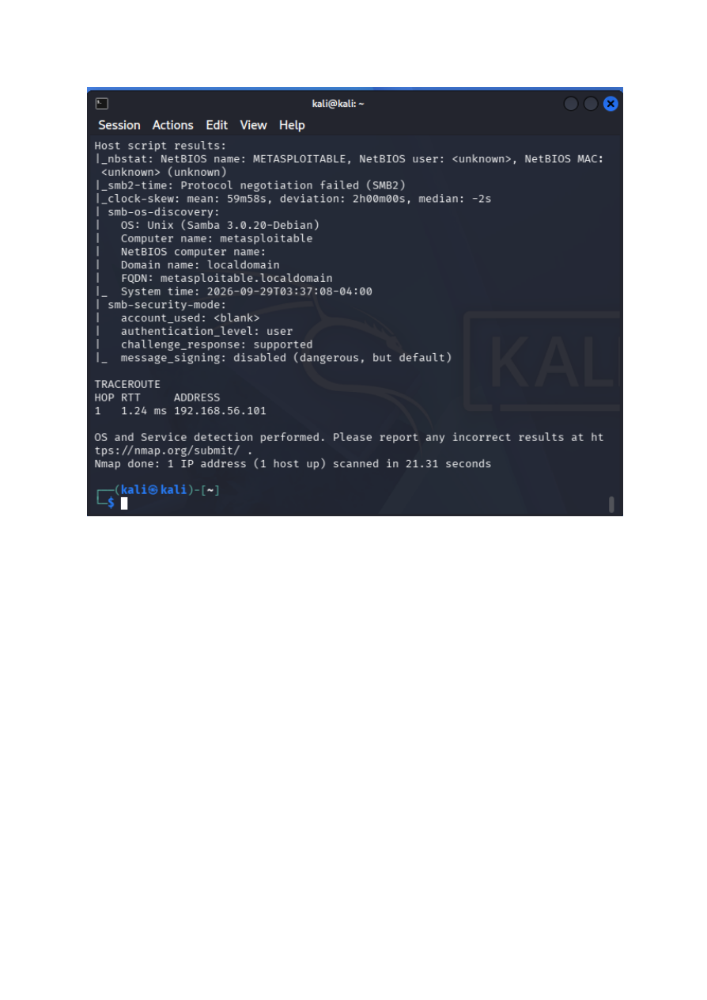 kali@kali: ~
Session Actions Edit View Help
Host script results:
|_nbstat: NetBIOS name: METASPLOITABLE, NetBIOS user: <unknown>, NetBIOS MAC:
 <unknown> (unknown)
|_smb2-time: Protocol negotiation failed (SMB2)
|_clock-skew: mean: 59m58s, deviation: 2h00m00s, median: -2s
| smb-os-discovery:
|   OS: Unix (Samba 3.0.20-Debian)
|   Computer name: metasploitable
|   NetBIOS computer name:
|   Domain name: localdomain
|   FQDN: metasploitable.localdomain
|_  System time: 2026-09-29T03:37:08-04:00
| smb-security-mode:
|   account_used: <blank>
|   authentication_level: user
|   challenge_response: supported
|_  message_signing: disabled (dangerous, but default)
KALI
TRACEROUTE
HOP RTT     ADDRESS
1   1.24 ms 192.168.56.101
OS and Service detection performed. Please report any incorrect results at ht
tps://nmap.org/submit/ .
Nmap done: 1 IP address (1 host up) scanned in 21.31 seconds
┌──(kali㉿kali)-[~]
└─$